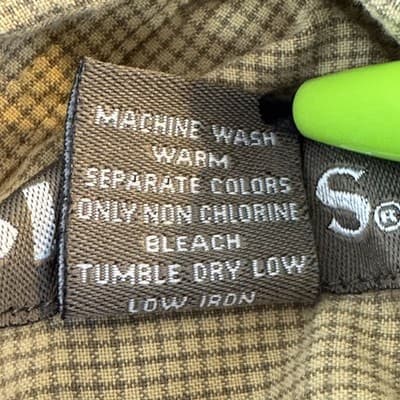 MACHINE WASH
WARM
SEPARATE COLORS
ONLY NON CHLORINE
BLEACH
TUMBLE DRY LOW
LOW IRON
S®